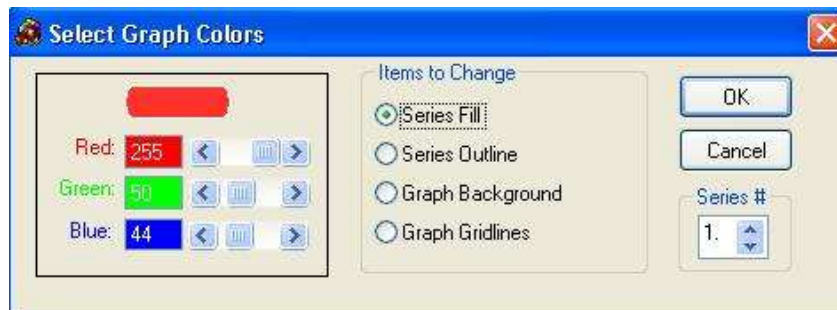 Select Graph Colors
Red: 255
Green: 50
Blue: 44
Items to Change
Series Fill
Series Outline
Graph Background
Graph Gridlines
OK
Cancel
Series #
1.